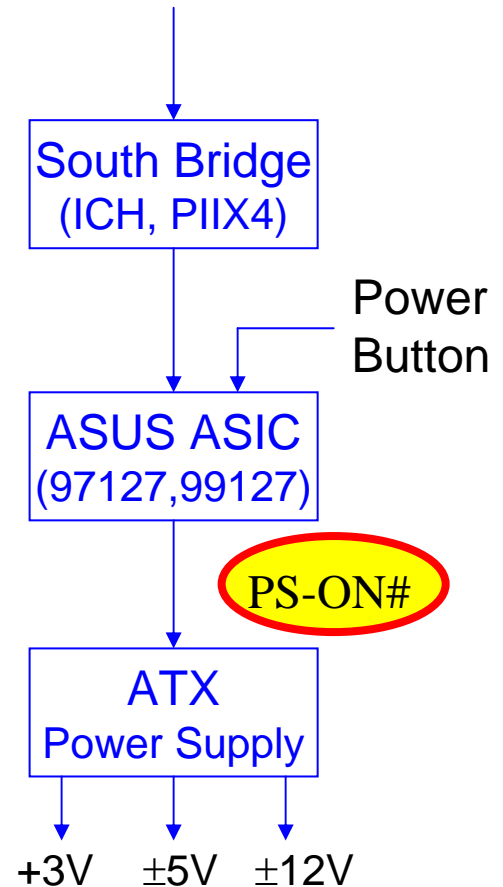 South Bridge
(ICH, PIIX4)
Power
Button
ASUS ASIC
(97127,99127)
PS-ON#
ATX
Power Supply
+3V ±5V ±12V